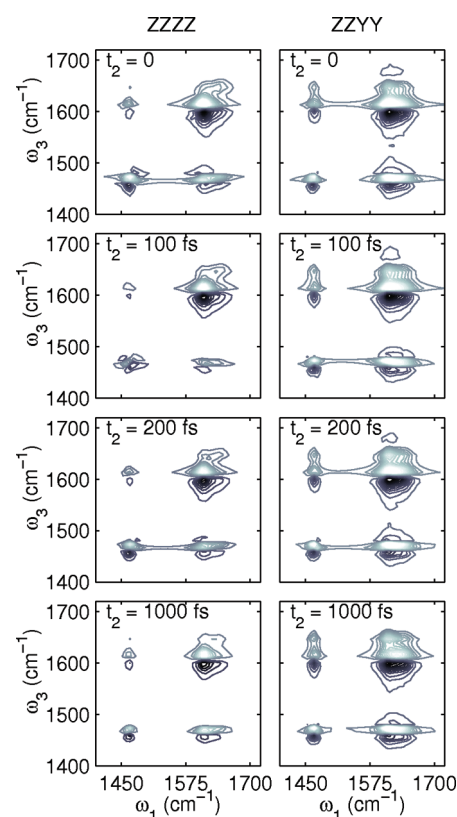 ZZZZ ZZYY
1700 t₂ = 0 t₂ = 0
1600
ω₃ (cm⁻¹)
1500
1400
1700 t₂ = 100 fs t₂ = 100 fs
1600
ω₃ (cm⁻¹)
1500
1400
1700 t₂ = 200 fs t₂ = 200 fs
1600
ω₃ (cm⁻¹)
1500
1400
1700 t₂ = 1000 fs t₂ = 1000 fs
1600
ω₃ (cm⁻¹)
1500
1400
1450 1575 1700 1450 1575 1700
ω₁ (cm⁻¹) ω₁ (cm⁻¹)